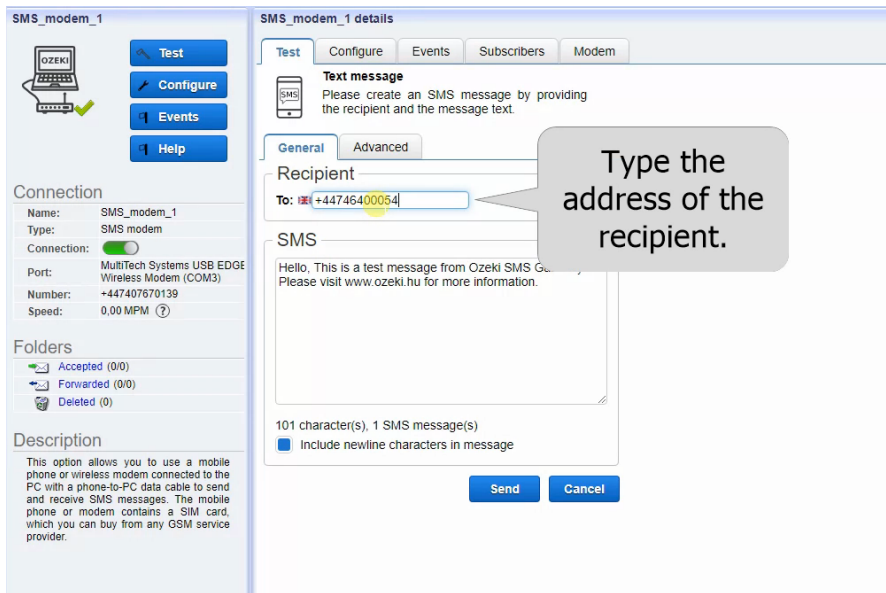 SMS_modem_1
OZEKI
Test
Configure
Events
Help
Connection
Name: SMS_modem_1
Type: SMS modem
Connection:
Port: MultiTech Systems USB EDGE
Wireless Modem (COM3)
Number: +447407670139
Speed: 0,00 MPM ?
Folders
Accepted (0/0)
Forwarded (0/0)
Deleted (0)
Description
This option allows you to use a mobile
phone or wireless modem connected to the
PC with a phone-to-PC data cable to send
and receive SMS messages. The mobile
phone or modem contains a SIM card,
which you can buy from any GSM service
provider.
SMS_modem_1 details
Test Configure Events Subscribers Modem
SMS
Text message
Please create an SMS message by providing
the recipient and the message text.
General Advanced
Recipient
To: +44746400054
Type the
address of the
recipient.
SMS
Hello, This is a test message from Ozeki SMS
Please visit www.ozeki.hu for more information.
101 character(s), 1 SMS message(s)
Include newline characters in message
Send Cancel